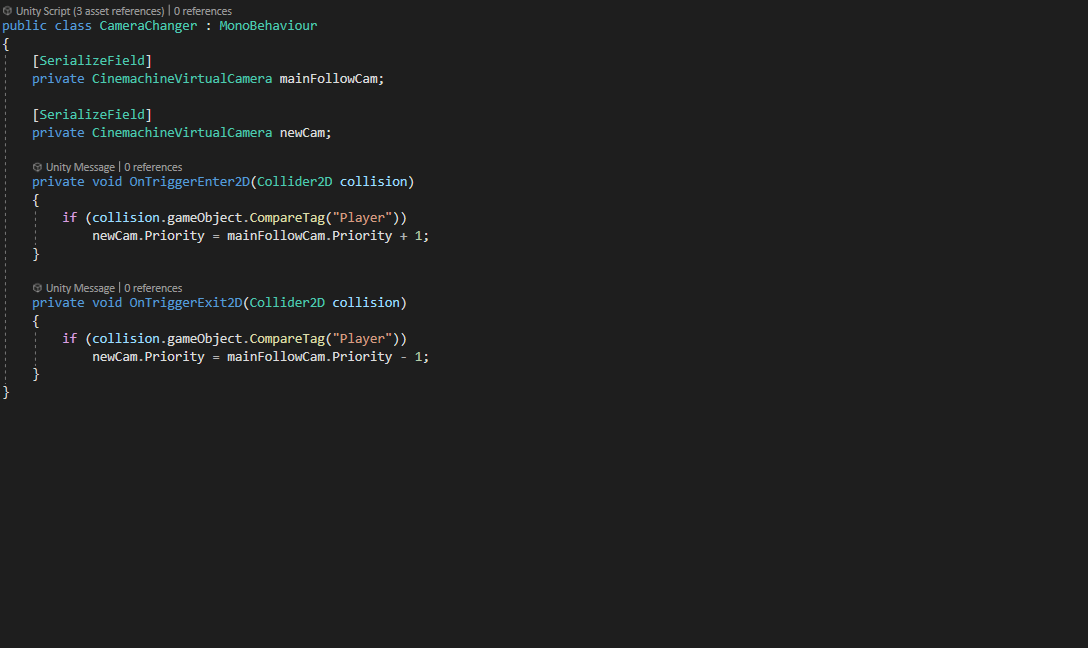 Unity Script (3 asset references) | 0 references
public class CameraChanger : MonoBehaviour
{
[SerializeField]
private CinemachineVirtualCamera mainFollowCam;
[SerializeField]
private CinemachineVirtualCamera newCam;
Unity Message | 0 references
private void OnTriggerEnter2D(Collider2D collision)
{
if (collision.gameObject.CompareTag("Player"))
newCam.Priority = mainFollowCam.Priority + 1;
}
Unity Message | 0 references
private void OnTriggerExit2D(Collider2D collision)
{
if (collision.gameObject.CompareTag("Player"))
newCam.Priority = mainFollowCam.Priority - 1;
}
}